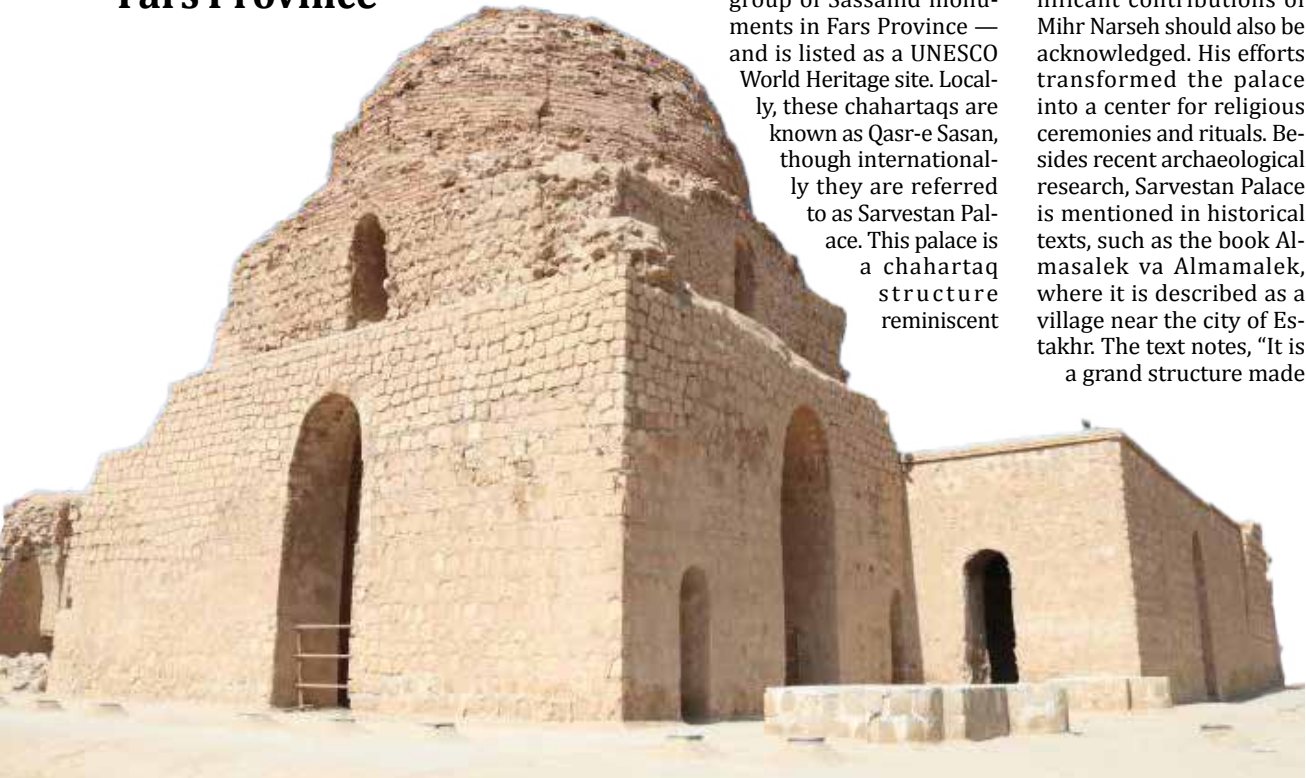 Fars Province
group of Sassanid monu-
ments in Fars Province —
and is listed as a UNESCO
World Heritage site. Local-
ly, these chahartaqs are
known as Qasr-e Sasan,
though international-
ly they are referred
to as Sarvestan Pal-
ace. This palace is
a chahartaq
structure
reminiscent
nificant contributions of
Mihr Narseh should also be
acknowledged. His efforts
transformed the palace
into a center for religious
ceremonies and rituals. Be-
sides recent archaeological
research, Sarvestan Palace
is mentioned in historical
texts, such as the book Al-
masalek va Almamalek,
where it is described as a
village near the city of Es-
takhr. The text notes, “It is
a grand structure made